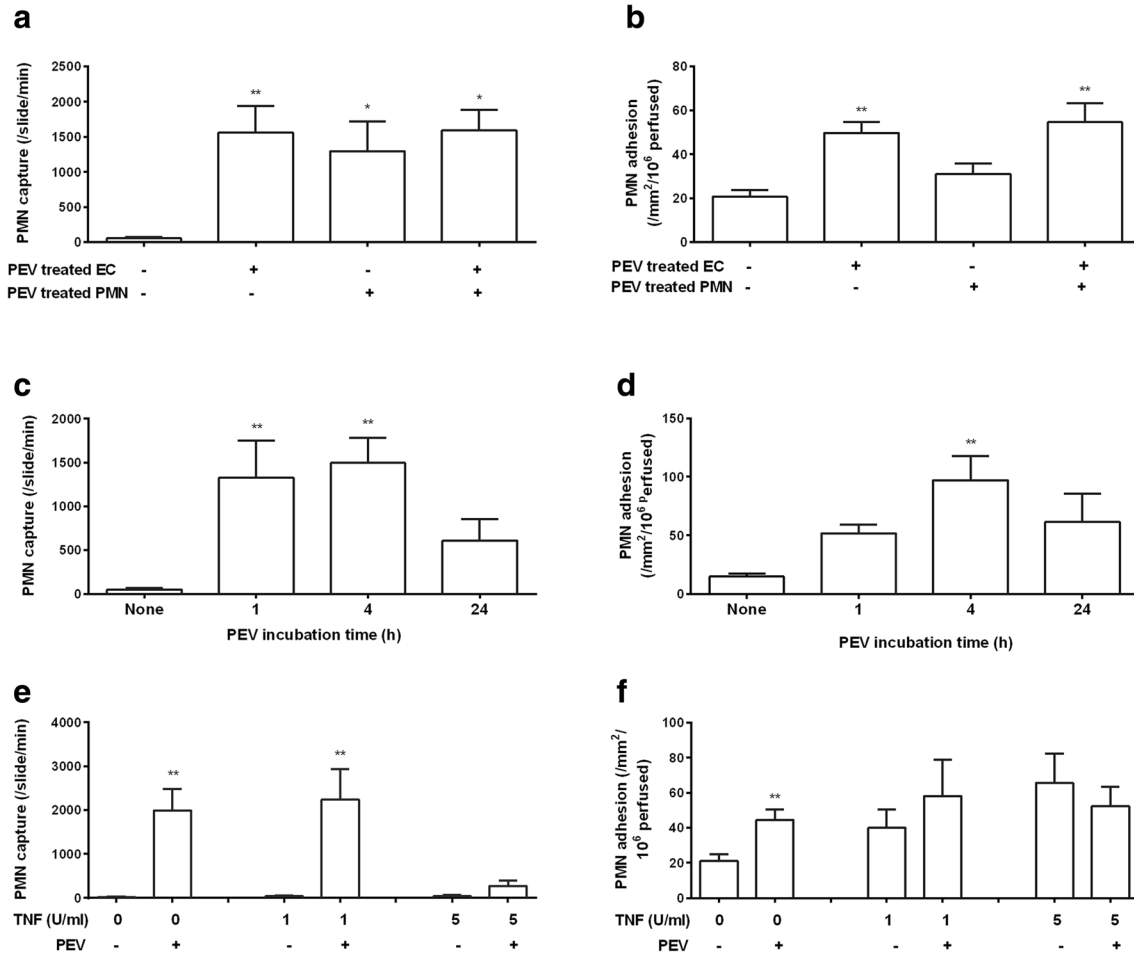 a
PMN capture (/slide/min)
2500
2000
1500
1000
500
0
** * *
PEV treated EC - + - +
PEV treated PMN - - + +
b
PMN adhesion
(/mm²/10⁶ perfused)
80
60
40
20
0
** **
PEV treated EC - + - +
PEV treated PMN - - + +
c
PMN capture (/slide/min)
2000
1500
1000
500
0
** **
None 1 4 24
PEV incubation time (h)
d
PMN adhesion
(/mm²/10⁶ ᵖerfused)
150
100
50
0
**
None 1 4 24
PEV incubation time (h)
e
PMN capture (/slide/min)
4000
3000
2000
1000
0
** **
TNF (U/ml) 0 0 1 1 5 5
PEV - + - + - +
f
PMN adhesion (/mm²/
10⁶ perfused)
100
80
60
40
20
0
**
TNF (U/ml) 0 0 1 1 5 5
PEV - + - + - +